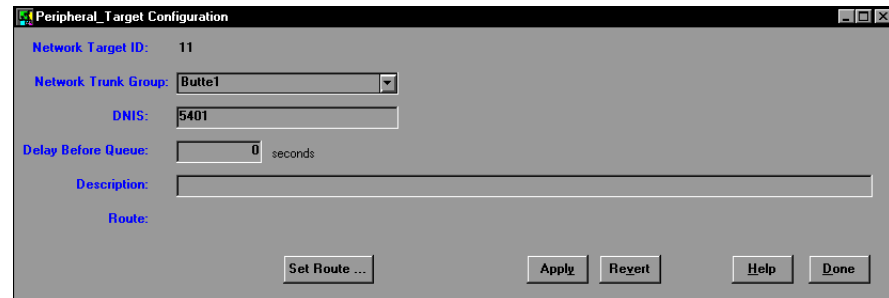 Peripheral_Target Configuration
Network Target ID: 11
Network Trunk Group: Butte1
DNIS: 5401
Delay Before Queue: 0 seconds
Description:
Route:
Set Route ... Apply Revert Help Done